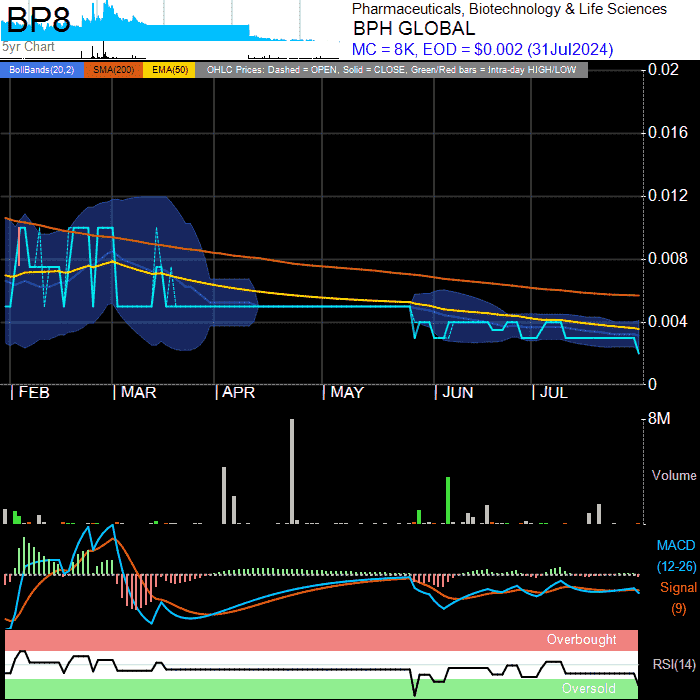 BP8
5yr Chart
Pharmaceuticals, Biotechnology & Life Sciences
BPH GLOBAL
MC = 8K, EOD = $0.002 (31Jul2024)
BollBands(20,2) SMA(200) EMA(50) OHLC Prices: Dashed = OPEN, Solid = CLOSE, Green/Red bars = Intra-day HIGH/LOW
0.02
0.016
0.012
0.008
0.004
0
FEB MAR APR MAY JUN JUL
8M
Volume
MACD
(12-26)
Signal
(9)
Overbought
RSI(14)
Oversold